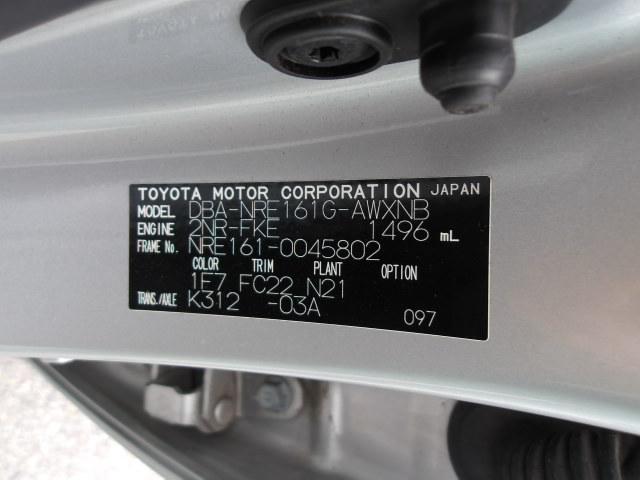 TOYOTA MOTOR CORPORATION JAPAN
MODEL DBA-NRE161G-AWXNB
ENGINE 2NR-FKE 1496 mL
FRAME No. NRE161-0045802
COLOR TRIM PLANT OPTION
1F7 FC22 N21
TRANS./AXLE K312 -03A
097